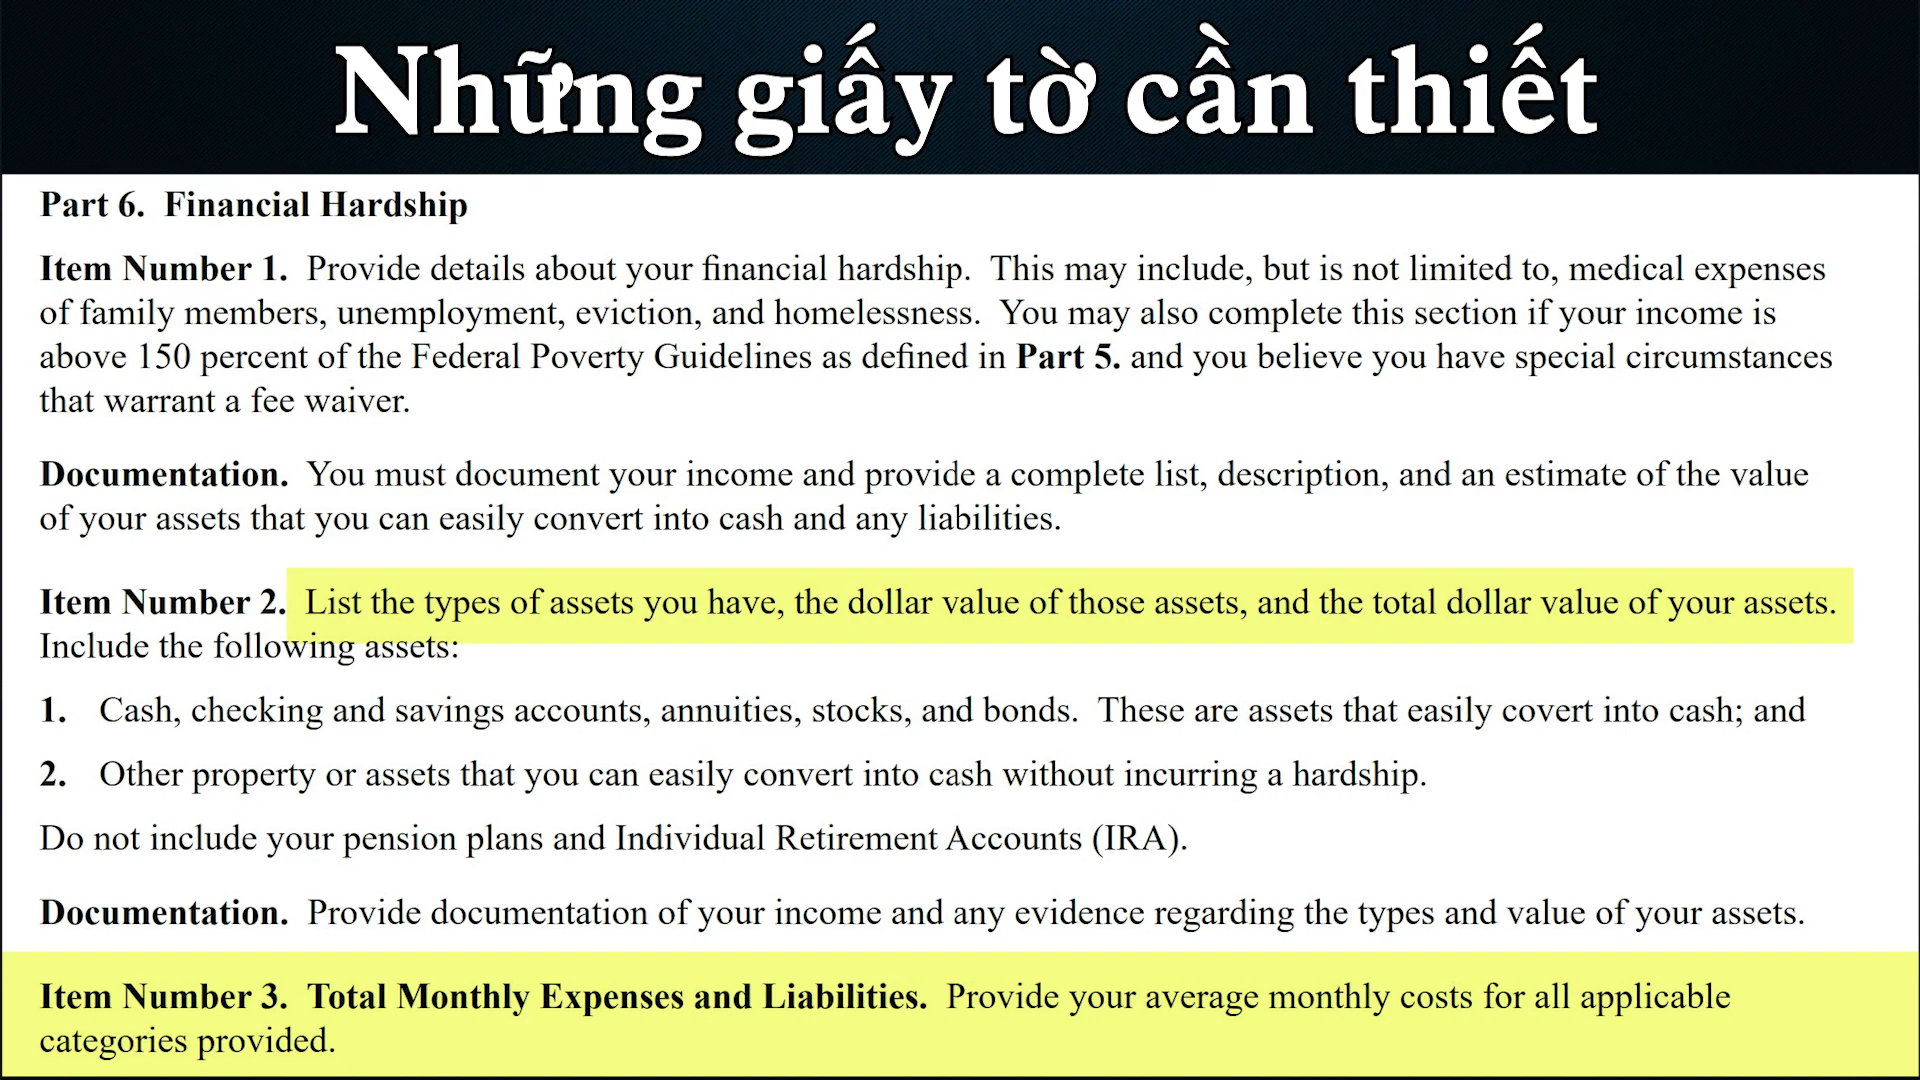 Những giấy tờ cần thiết
Part 6.  Financial Hardship
Item Number 1.  Provide details about your financial hardship.  This may include, but is not limited to, medical expenses
of family members, unemployment, eviction, and homelessness.  You may also complete this section if your income is
above 150 percent of the Federal Poverty Guidelines as defined in Part 5. and you believe you have special circumstances
that warrant a fee waiver.
Documentation.  You must document your income and provide a complete list, description, and an estimate of the value
of your assets that you can easily convert into cash and any liabilities.
Item Number 2.  List the types of assets you have, the dollar value of those assets, and the total dollar value of your assets.
Include the following assets:
1.  Cash, checking and savings accounts, annuities, stocks, and bonds.  These are assets that easily covert into cash; and
2.  Other property or assets that you can easily convert into cash without incurring a hardship.
Do not include your pension plans and Individual Retirement Accounts (IRA).
Documentation.  Provide documentation of your income and any evidence regarding the types and value of your assets.
Item Number 3.  Total Monthly Expenses and Liabilities.  Provide your average monthly costs for all applicable
categories provided.